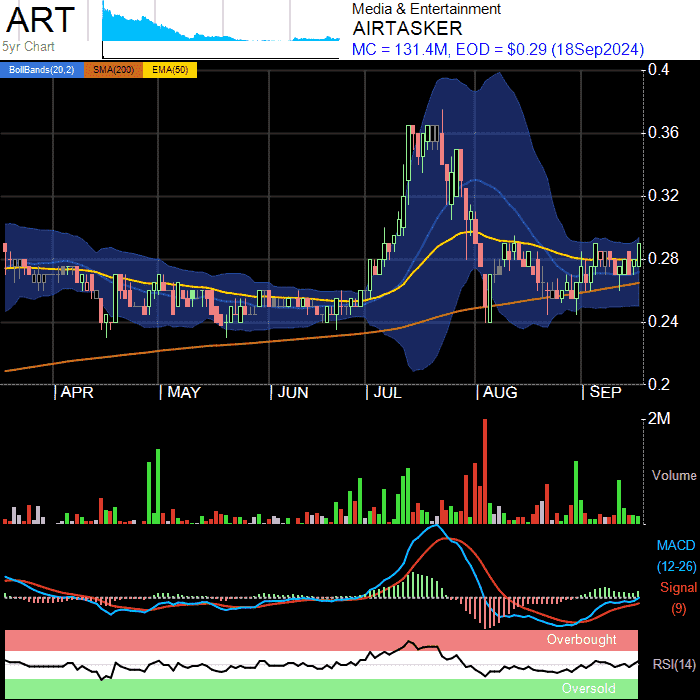 ART
5yr Chart
Media & Entertainment
AIRTASKER
MC = 131.4M, EOD = $0.29 (18Sep2024)
BollBands(20,2) SMA(200) EMA(50)
0.4
0.36
0.32
0.28
0.24
0.2
APR MAY JUN JUL AUG SEP
2M
Volume
MACD
(12-26)
Signal
(9)
Overbought
RSI(14)
Oversold